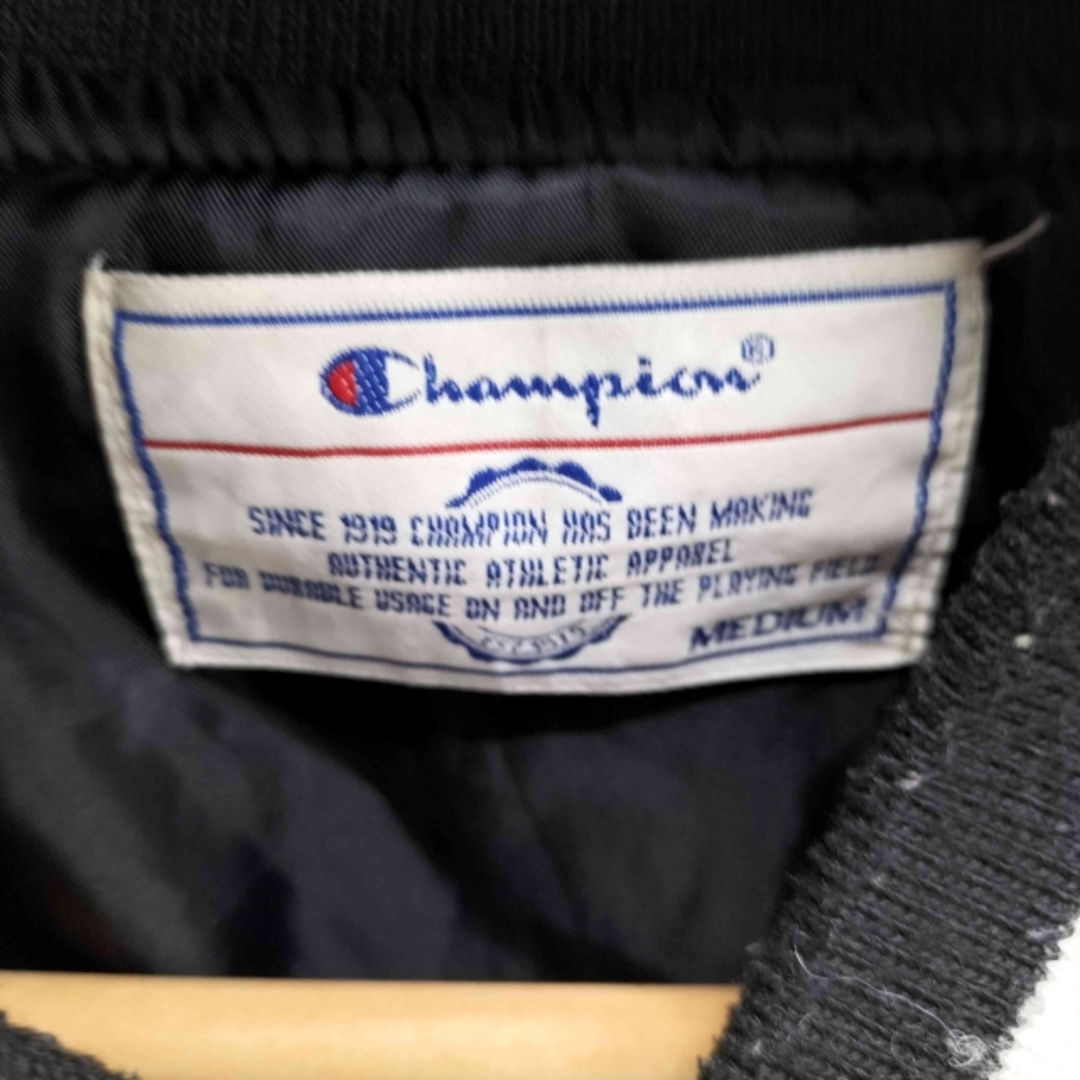 Champion®
SINCE 1919 CHAMPION HAS BEEN MAKING
AUTHENTIC ATHLETIC APPAREL
FOR DURABLE USAGE ON AND OFF THE PLAYING FIELD
MEDIUM